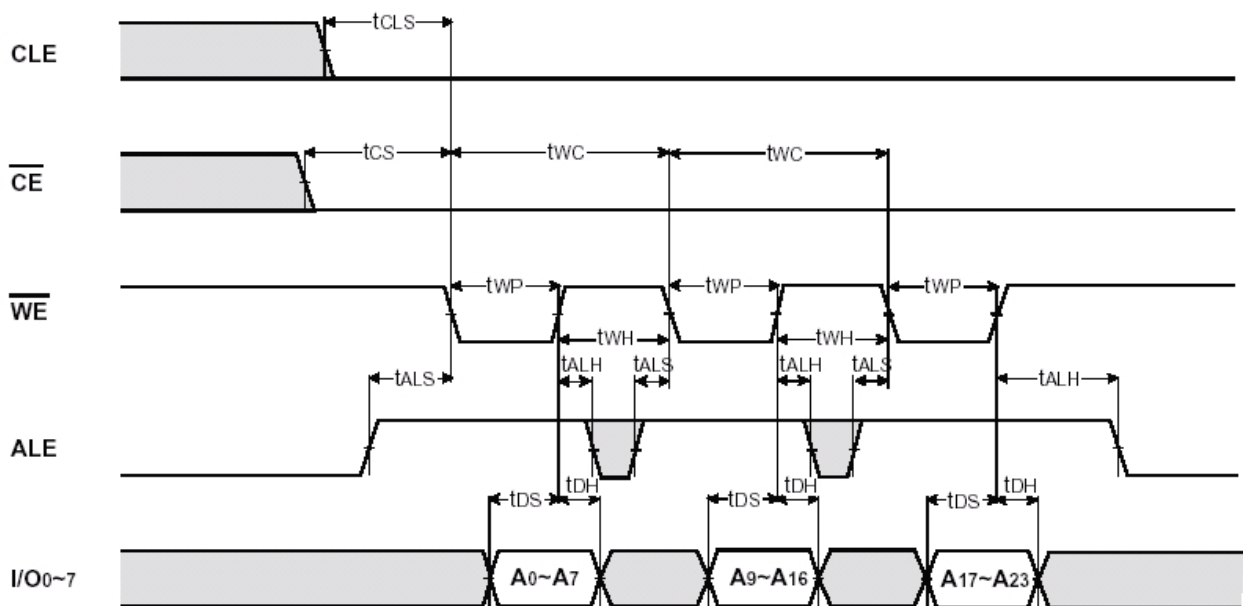 CLE
tCLS
CE
tCS
tWC
tWC
WE
tWP
tWP
tWP
tWH
tWH
tALS
tALH
tALS
tALH
tALS
tALH
ALE
tDS
tDH
tDS
tDH
tDS
tDH
I/O0~7
A0~A7
A9~A16
A17~A23